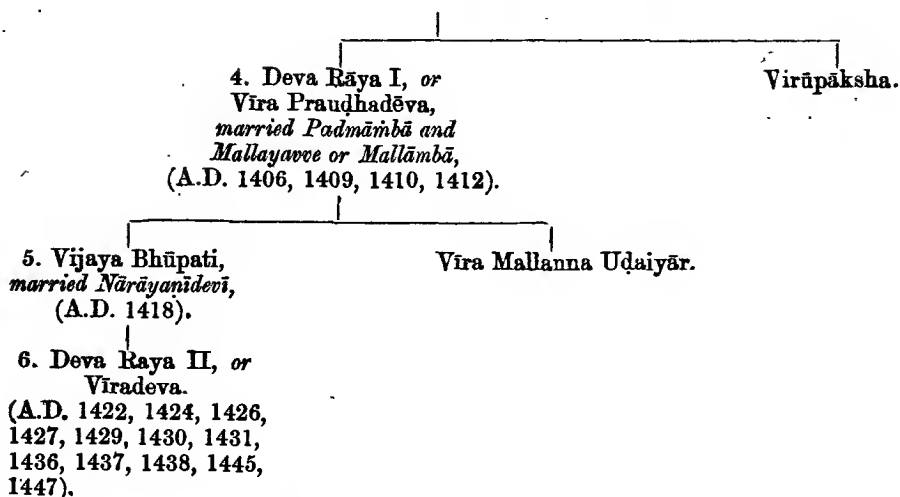 4. Deva Rāya I, or
Vīra Prauḍhadēva,
married Padmāṁbā and
Mallayavve or Mallāṁbā,
(A.D. 1406, 1409, 1410, 1412).
Virūpāksha.
5. Vijaya Bhūpati,
married Nārāyaṇīdevī,
(A.D. 1418).
Vīra Mallanna Uḍaiyār.
6. Deva Raya II, or
Vīradeva.
(A.D. 1422, 1424, 1426,
1427, 1429, 1430, 1431,
1436, 1437, 1438, 1445,
1447).